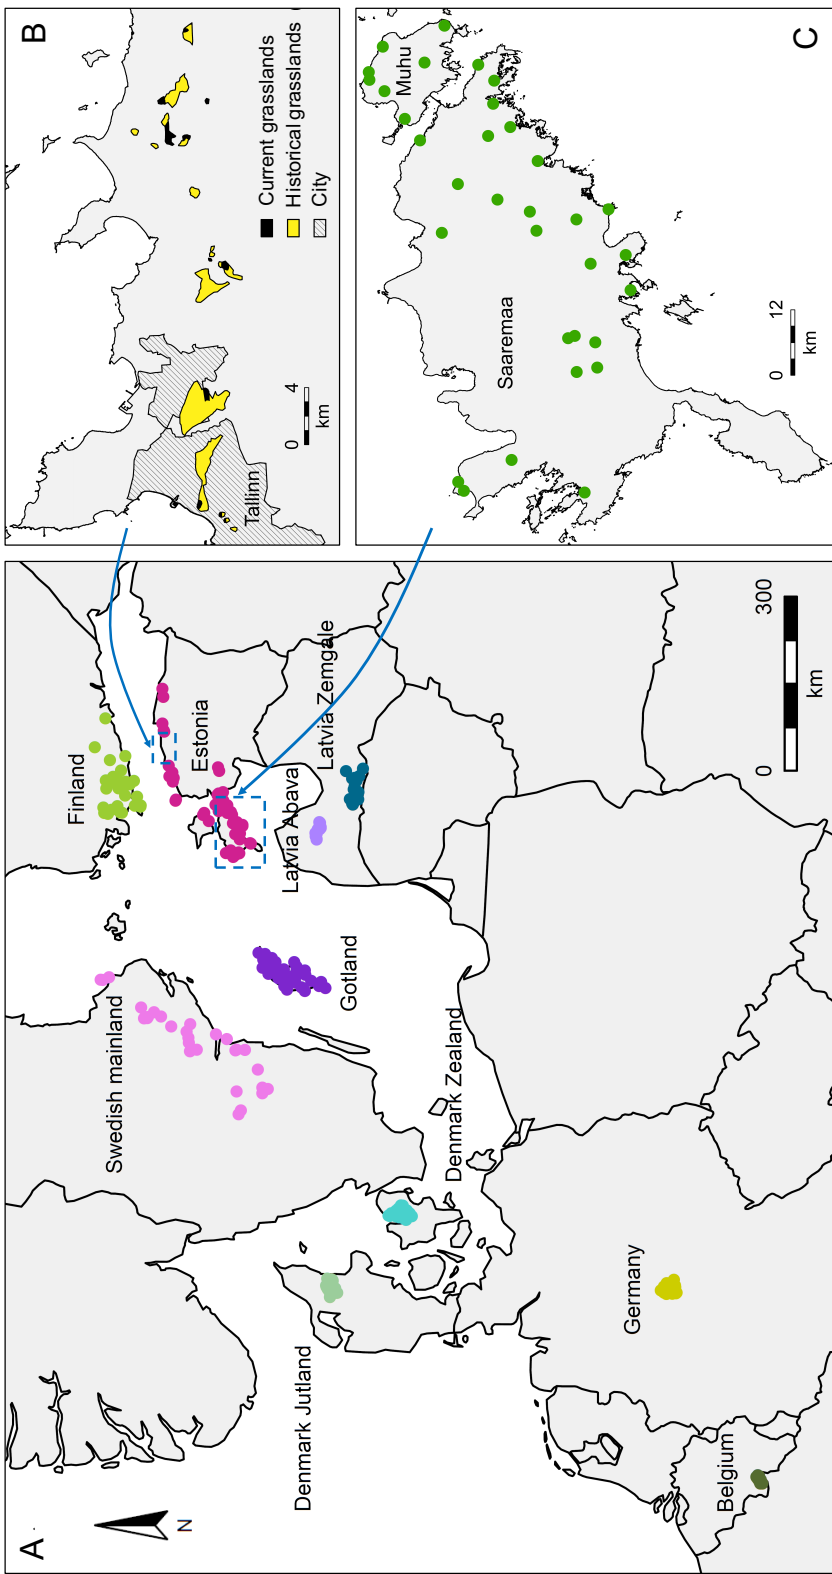 A
N
Finland
Swedish mainland
Estonia
Latvia Abava
Latvia Zemgale
Gotland
Denmark Jutland
Denmark Zealand
Germany
Belgium
0 300
km
B
Tallinn
0 4
km
Current grasslands
Historical grasslands
City
C
Muhu
Saaremaa
0 12
km